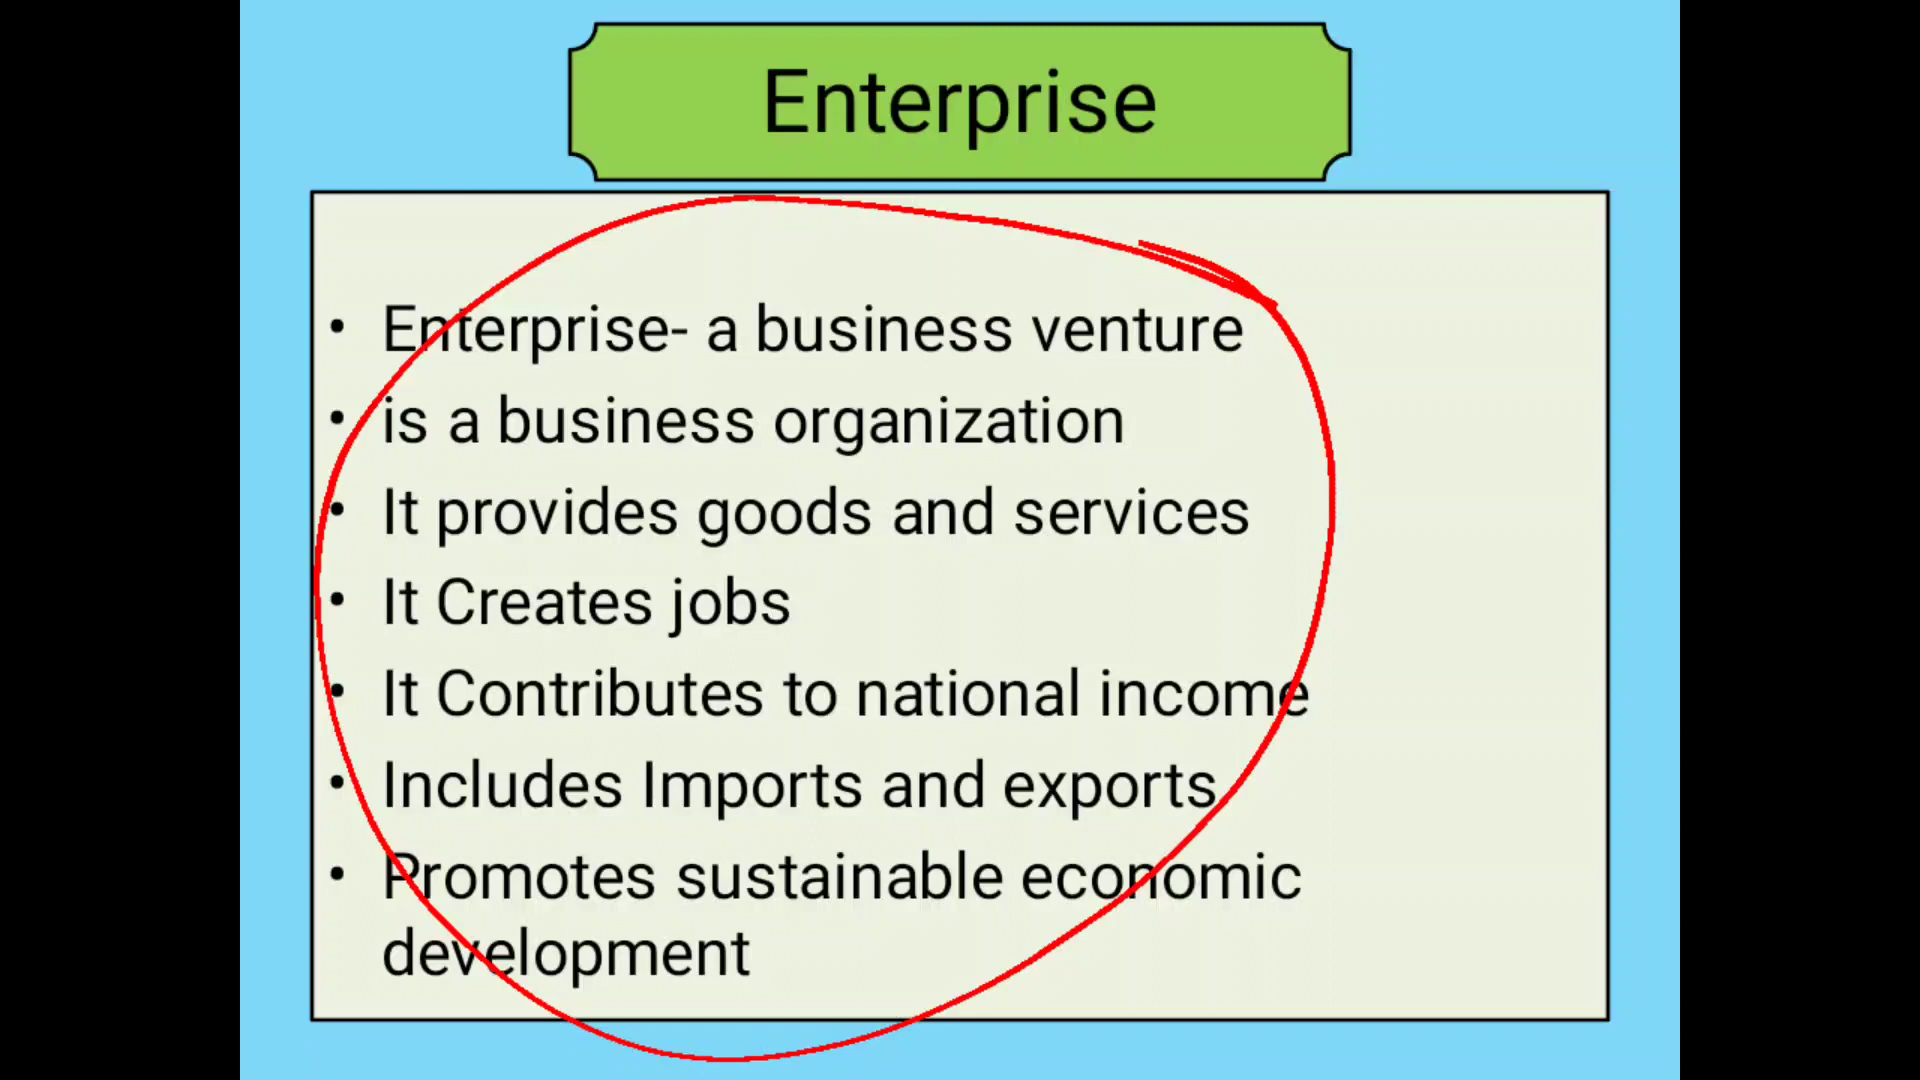 Enterprise
• Enterprise- a business venture
• is a business organization
• It provides goods and services
• It Creates jobs
• It Contributes to national income
• Includes Imports and exports
• Promotes sustainable economic
development